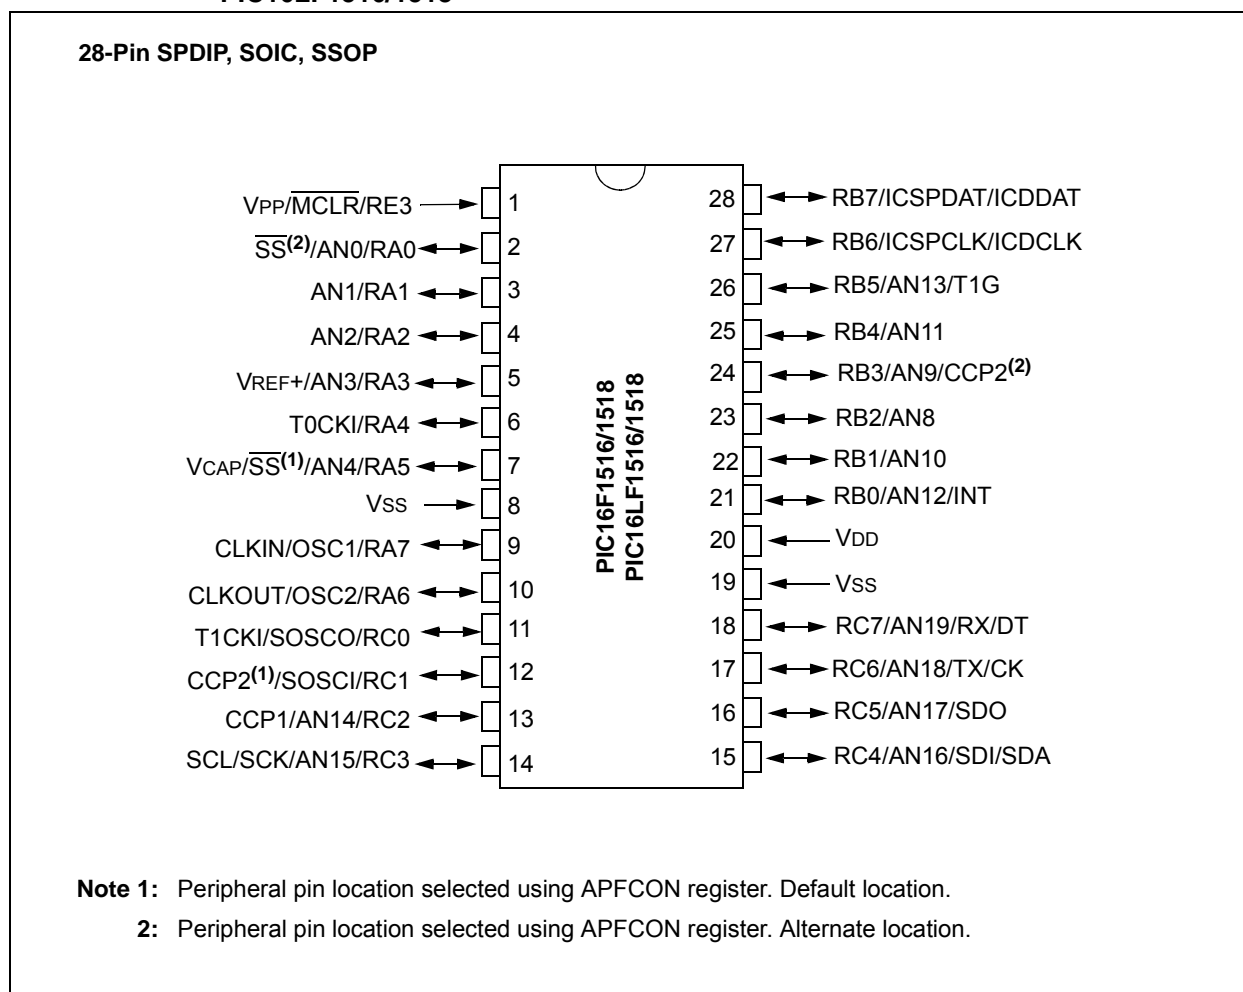 28-Pin SPDIP, SOIC, SSOP
VPP/MCLR/RE3 1 28 RB7/ICSPDAT/ICDDAT
SS(2)/AN0/RA0 2 27 RB6/ICSPCLK/ICDCLK
AN1/RA1 3 26 RB5/AN13/T1G
AN2/RA2 4 25 RB4/AN11
VREF+/AN3/RA3 5 24 RB3/AN9/CCP2(2)
T0CKI/RA4 6 23 RB2/AN8
VCAP/SS(1)/AN4/RA5 7 22 RB1/AN10
VSS 8 21 RB0/AN12/INT
CLKIN/OSC1/RA7 9 20 VDD
CLKOUT/OSC2/RA6 10 19 VSS
T1CKI/SOSCO/RC0 11 18 RC7/AN19/RX/DT
CCP2(1)/SOSCI/RC1 12 17 RC6/AN18/TX/CK
CCP1/AN14/RC2 13 16 RC5/AN17/SDO
SCL/SCK/AN15/RC3 14 15 RC4/AN16/SDI/SDA
PIC16F1516/1518
PIC16LF1516/1518
Note 1: Peripheral pin location selected using APFCON register. Default location.
2: Peripheral pin location selected using APFCON register. Alternate location.